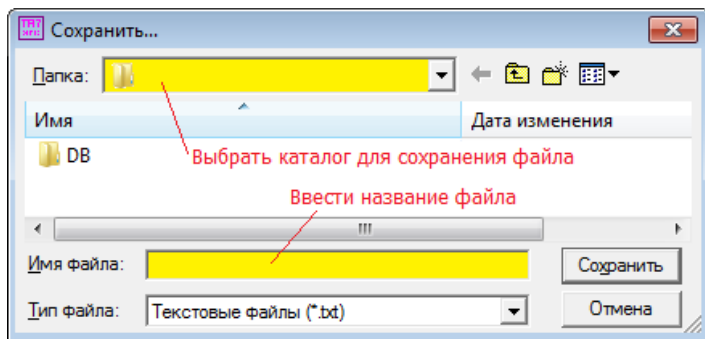 Сохранить...
Папка:
Имя
Дата изменения
DB
Выбрать каталог для сохранения файла
Ввести название файла
Имя файла:
Сохранить
Тип файла:
Текстовые файлы (*.txt)
Отмена